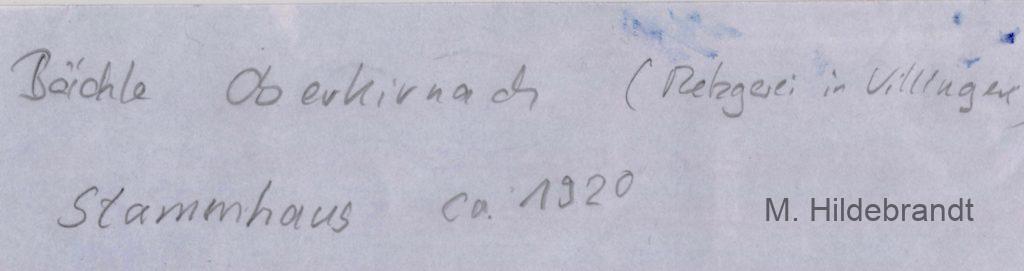 Bächle Oberkirnach (Metzgerei in Villingen)
Stammhaus ca. 1920
M. Hildebrandt